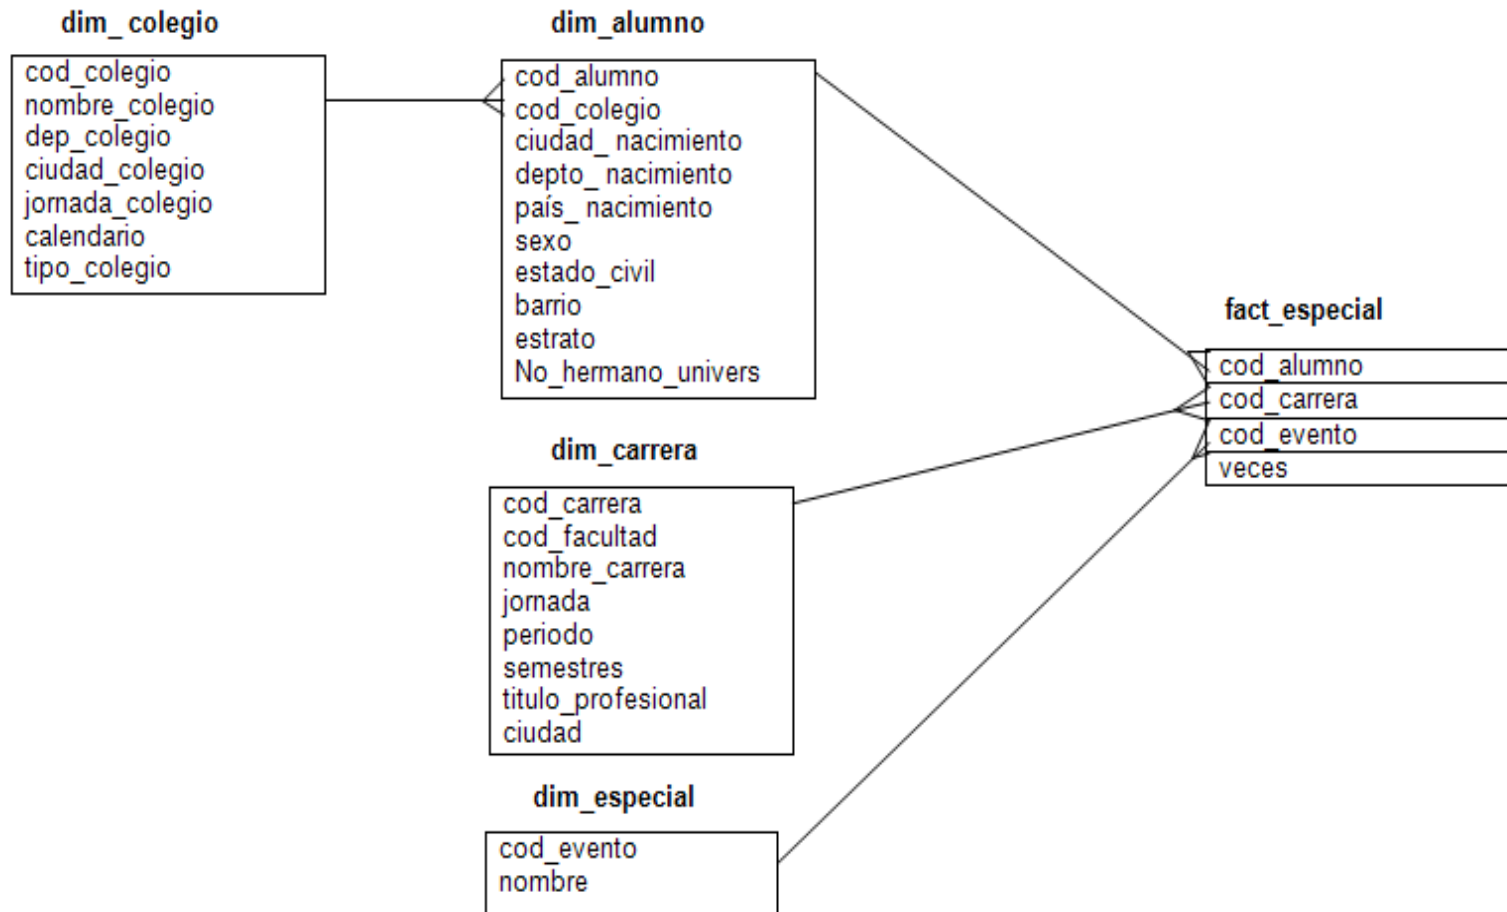 dim_ colegio
cod_colegio
nombre_colegio
dep_colegio
ciudad_colegio
jornada_colegio
calendario
tipo_colegio
dim_alumno
cod_alumno
cod_colegio
ciudad_ nacimiento
depto_ nacimiento
país_ nacimiento
sexo
estado_civil
barrio
estrato
No_hermano_univers
dim_carrera
cod_carrera
cod_facultad
nombre_carrera
jornada
periodo
semestres
titulo_profesional
ciudad
dim_especial
cod_evento
nombre
fact_especial
cod_alumno
cod_carrera
cod_evento
veces